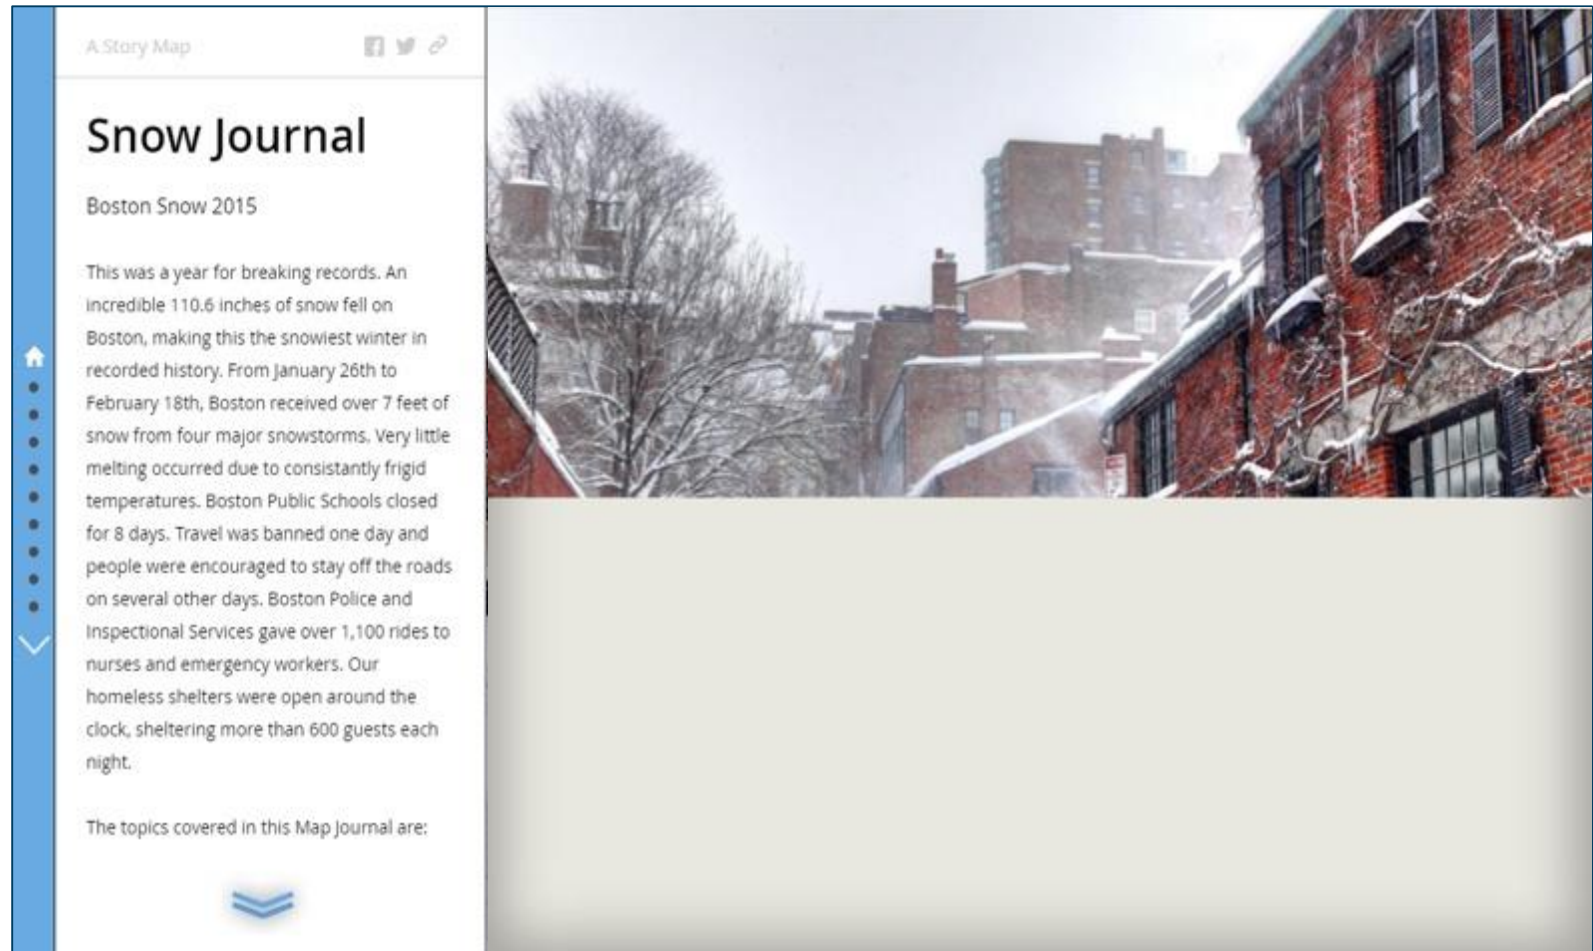 A Story Map
Snow Journal
Boston Snow 2015
This was a year for breaking records. An
incredible 110.6 inches of snow fell on
Boston, making this the snowiest winter in
recorded history. From January 26th to
February 18th, Boston received over 7 feet of
snow from four major snowstorms. Very little
melting occurred due to consistantly frigid
temperatures. Boston Public Schools closed
for 8 days. Travel was banned one day and
people were encouraged to stay off the roads
on several other days. Boston Police and
Inspectional Services gave over 1,100 rides to
nurses and emergency workers. Our
homeless shelters were open around the
clock, sheltering more than 600 guests each
night.
The topics covered in this Map Journal are: